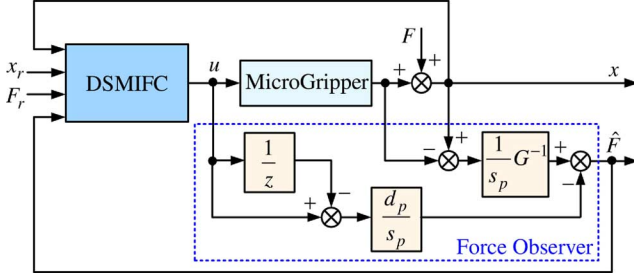 F
u
x
x_r
F_r
DSMIFC
MicroGripper
+
+
+
−
+
−
+
−
1/z
1/s_p G^{-1}
F̂
d_p/s_p
Force Observer